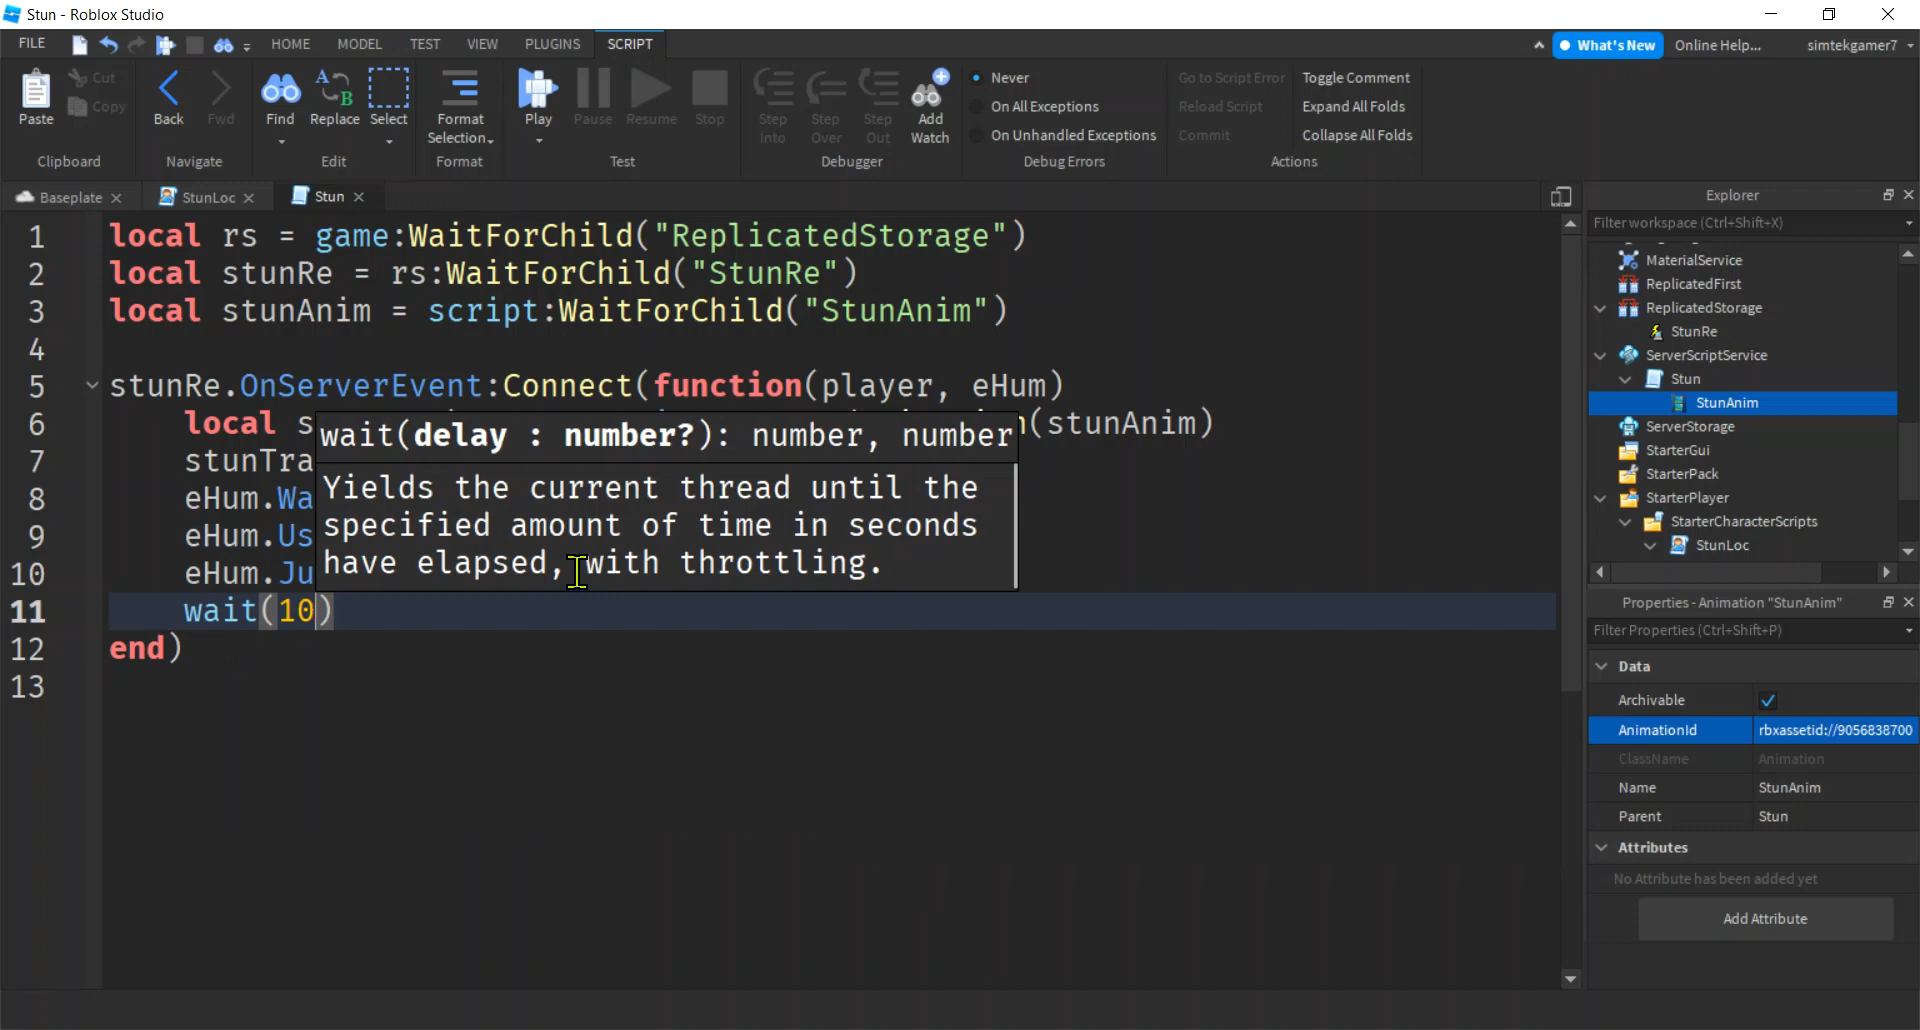 Stun - Roblox Studio
FILE HOME MODEL TEST VIEW PLUGINS SCRIPT What's New Online Help... simtekgamer7
Paste Cut Copy
Clipboard
Back Fwd
Navigate
Find Replace Select
Edit
Format Selection
Format
Play Pause Resume Stop
Test
Step Into Step Over Step Out Add Watch
Debugger
Never
On All Exceptions
On Unhandled Exceptions
Debug Errors
Go to Script Error
Reload Script
Commit
Toggle Comment
Expand All Folds
Collapse All Folds
Actions
Baseplate StunLoc Stun
1 local rs = game:WaitForChild("ReplicatedStorage")
2 local stunRe = rs:WaitForChild("StunRe")
3 local stunAnim = script:WaitForChild("StunAnim")
4
5 stunRe.OnServerEvent:Connect(function(player, eHum)
6 local s (stunAnim)
7 stunTra
8 eHum.Wa
9 eHum.Us
10 eHum.Ju
11 wait(10)
12 end)
13
wait(delay : number?): number, number
Yields the current thread until the
specified amount of time in seconds
have elapsed, with throttling.
Explorer
Filter workspace (Ctrl+Shift+X)
MaterialService
ReplicatedFirst
ReplicatedStorage
StunRe
ServerScriptService
Stun
StunAnim
ServerStorage
StarterGui
StarterPack
StarterPlayer
StarterCharacterScripts
StunLoc
Properties - Animation "StunAnim"
Filter Properties (Ctrl+Shift+P)
Data
Archivable
AnimationId rbxassetid://9056838700
ClassName Animation
Name StunAnim
Parent Stun
Attributes
No Attribute has been added yet
Add Attribute